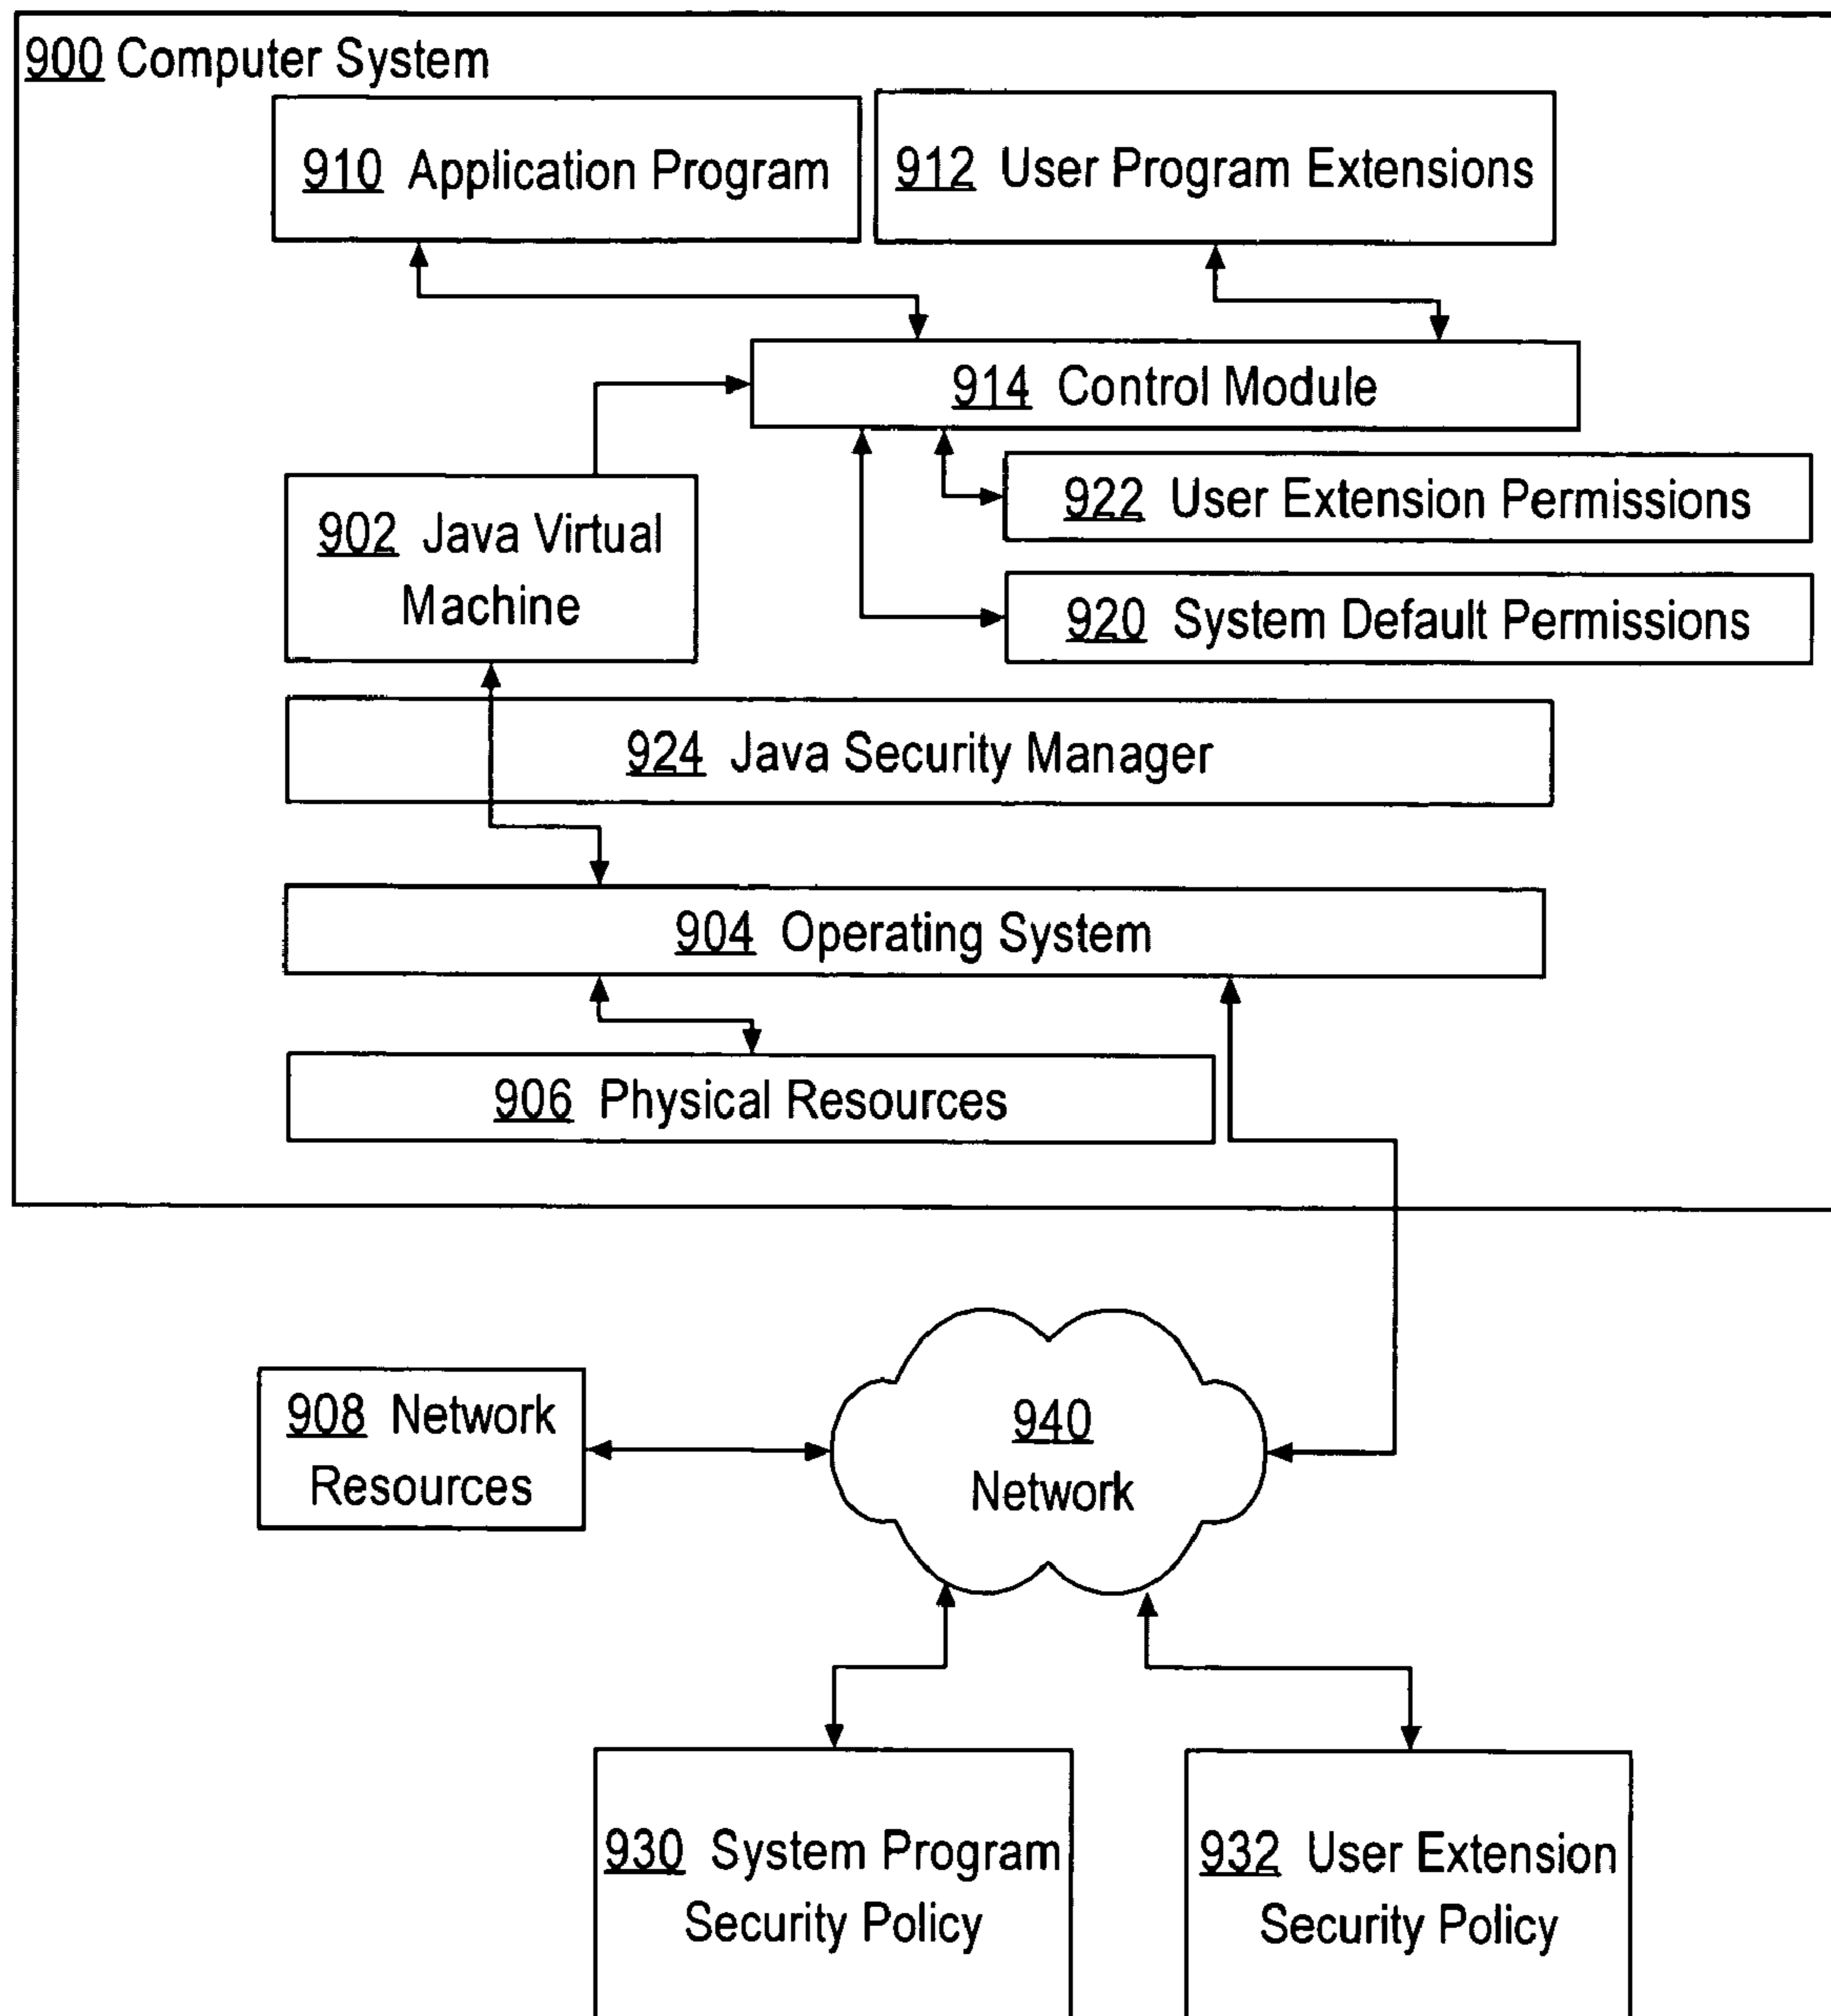 900 Computer System
910 Application Program
912 User Program Extensions
914 Control Module
902 Java Virtual
Machine
922 User Extension Permissions
920 System Default Permissions
924 Java Security Manager
904 Operating System
906 Physical Resources
908 Network
Resources
940
Network
930 System Program
Security Policy
932 User Extension
Security Policy